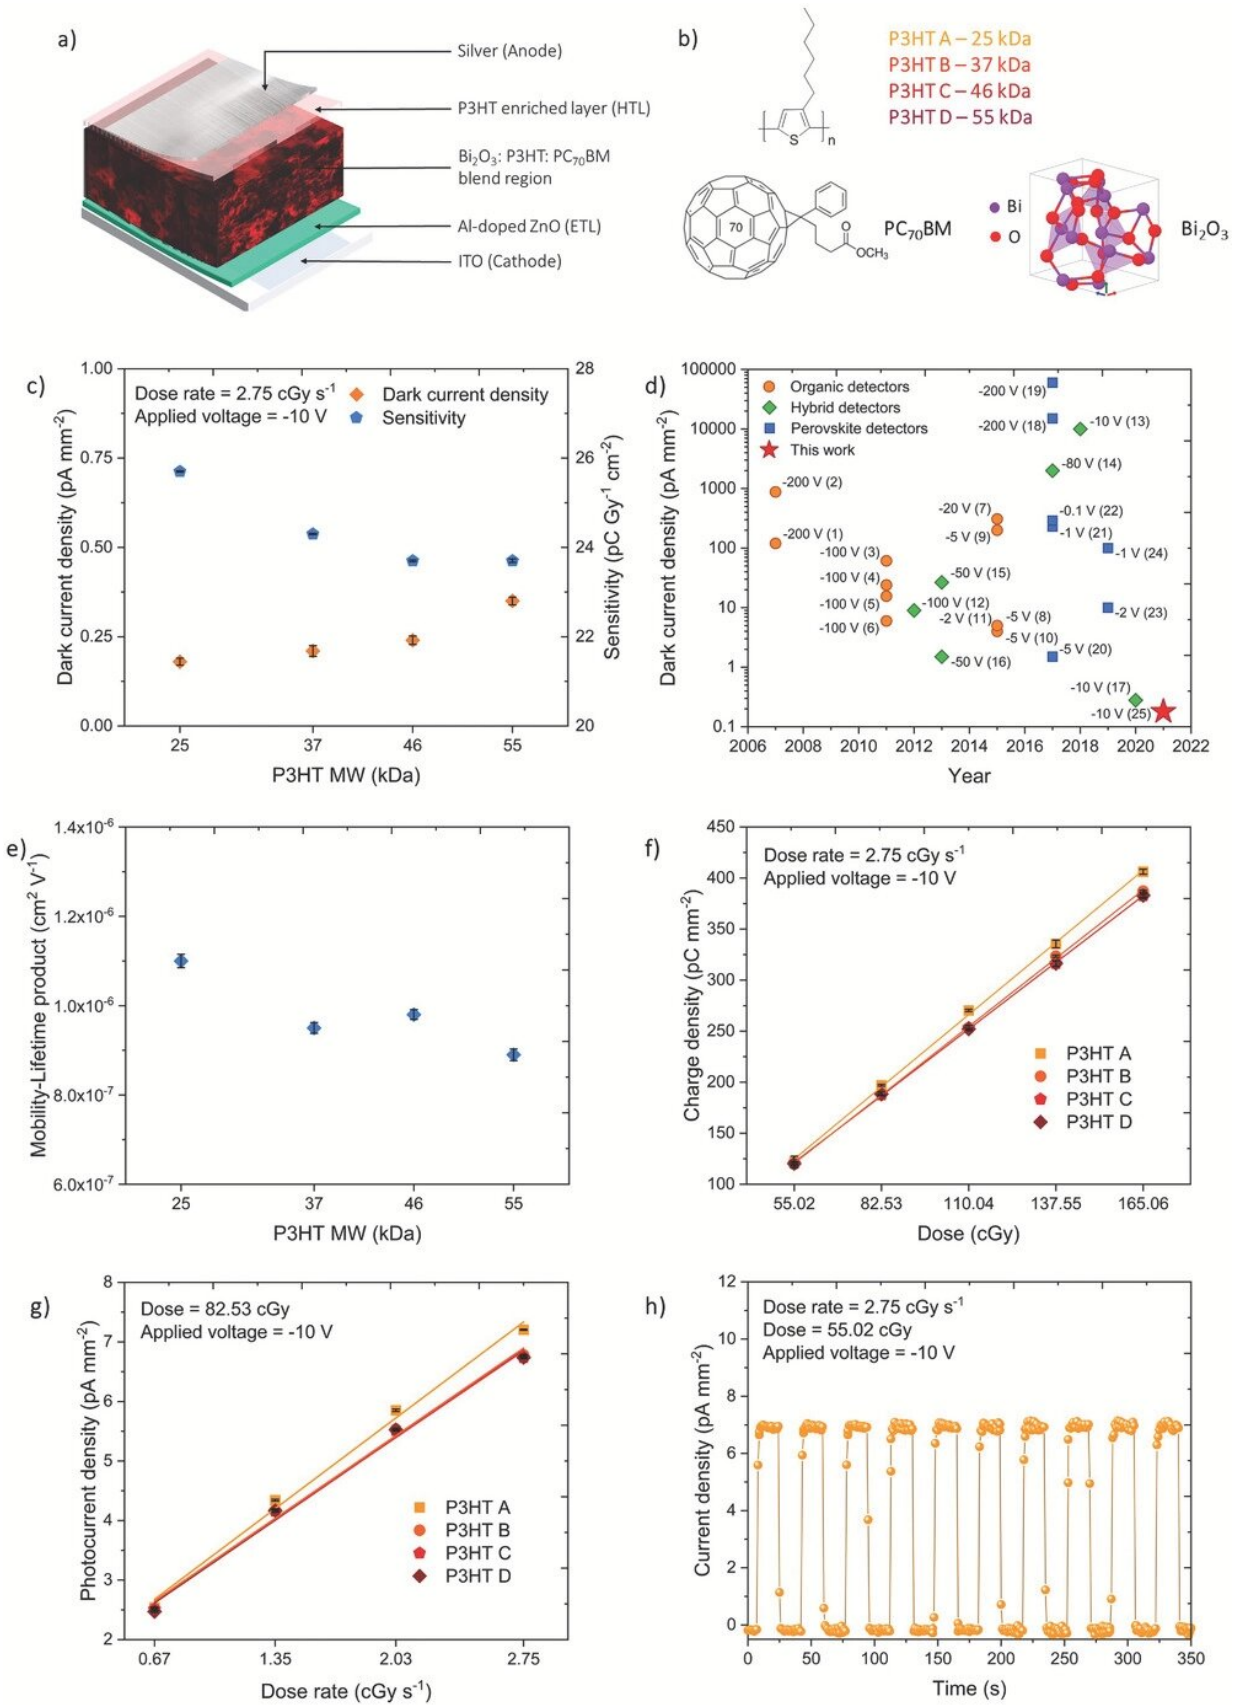 a)
Silver (Anode)
P3HT enriched layer (HTL)
Bi₂O₃: P3HT: PC₇₀BM
blend region
Al-doped ZnO (ETL)
ITO (Cathode)
b)
P3HT A – 25 kDa
P3HT B – 37 kDa
P3HT C – 46 kDa
P3HT D – 55 kDa
S
n
70
O
O
OCH₃
PC₇₀BM
Bi
O
Bi₂O₃
c)
Dose rate = 2.75 cGy s⁻¹
Applied voltage = -10 V
Dark current density
Sensitivity
Dark current density (pA mm⁻²)
1.00
0.75
0.50
0.25
0.00
28
26
24
22
20
Sensitivity (pC Gy⁻¹ cm⁻²)
25 37 46 55
P3HT MW (kDa)
d)
Organic detectors
Hybrid detectors
Perovskite detectors
This work
Dark current density (pA mm⁻²)
100000
10000
1000
100
10
1
0.1
-200 V (19)
-200 V (18)
-10 V (13)
-80 V (14)
-200 V (2)
-20 V (7)
-0.1 V (22)
-200 V (1)
-5 V (9)
-1 V (21)
-100 V (3)
-1 V (24)
-100 V (4)
-50 V (15)
-100 V (5)
-100 V (12)
-2 V (23)
-2 V (11)
-5 V (8)
-100 V (6)
-5 V (10)
-50 V (16)
-5 V (20)
-10 V (17)
-10 V (25)
2006 2008 2010 2012 2014 2016 2018 2020 2022
Year
e)
Mobility-Lifetime product (cm² V⁻¹)
1.4x10⁻⁶
1.2x10⁻⁶
1.0x10⁻⁶
8.0x10⁻⁷
6.0x10⁻⁷
25 37 46 55
P3HT MW (kDa)
f)
Dose rate = 2.75 cGy s⁻¹
Applied voltage = -10 V
Charge density (pC mm⁻²)
450
400
350
300
250
200
150
100
P3HT A
P3HT B
P3HT C
P3HT D
55.02 82.53 110.04 137.55 165.06
Dose (cGy)
g)
Dose = 82.53 cGy
Applied voltage = -10 V
Photocurrent density (pA mm⁻²)
8
7
6
5
4
3
2
P3HT A
P3HT B
P3HT C
P3HT D
0.67 1.35 2.03 2.75
Dose rate (cGy s⁻¹)
h)
Dose rate = 2.75 cGy s⁻¹
Dose = 55.02 cGy
Applied voltage = -10 V
Current density (pA mm⁻²)
12
10
8
6
4
2
0
0 50 100 150 200 250 300 350
Time (s)